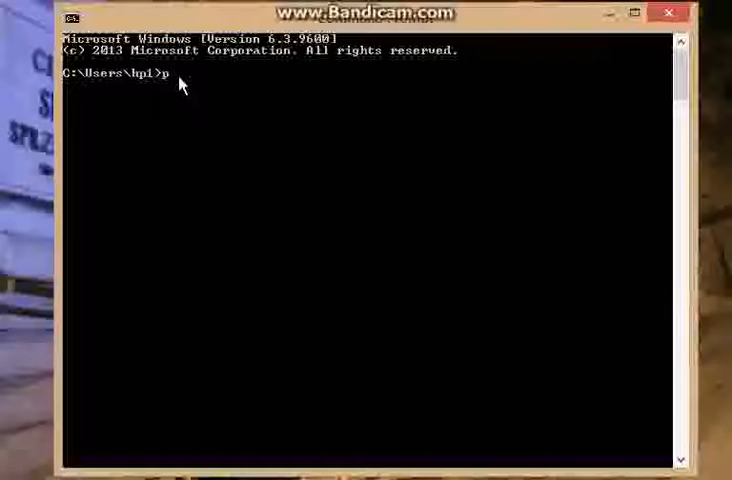 www.Bandicam.com
Microsoft Windows [Version 6.3.9600]
(c) 2013 Microsoft Corporation. All rights reserved.
C:\Users\hp1>p